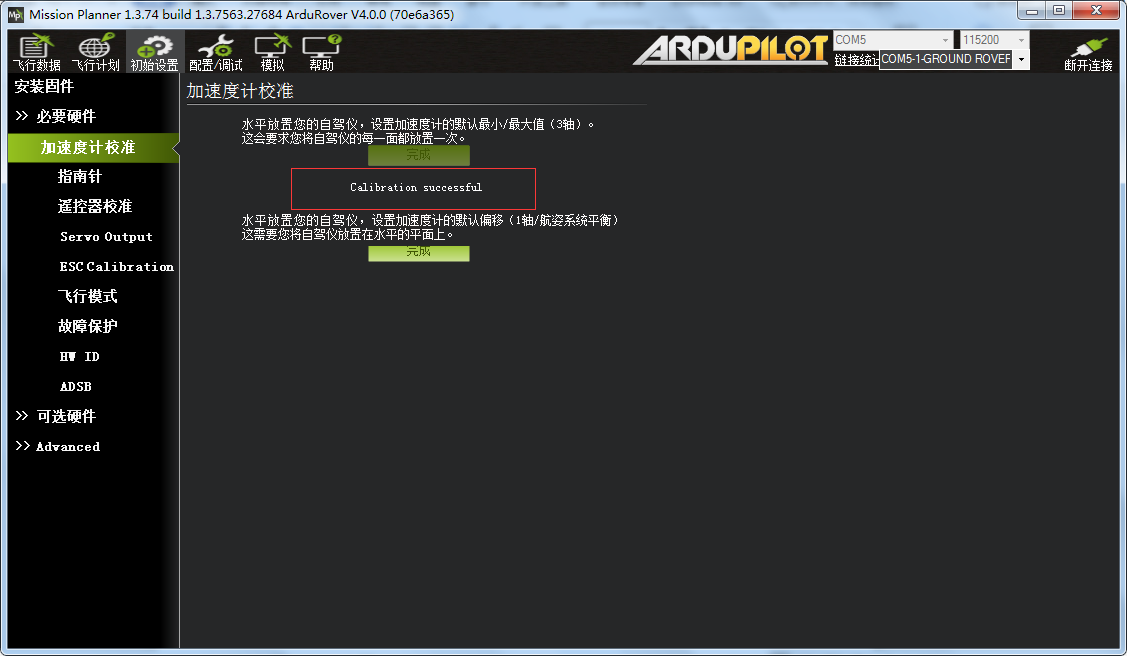 Mission Planner 1.3.74 build 1.3.7563.27684 ArduRover V4.0.0 (70e6a365)
飞行数据 飞行计划 初始设置 配置/调试 模拟 帮助
ARDUPILOT
COM5 115200
链接统计 COM5-1-GROUND ROVER
断开连接
安装固件
>> 必要硬件
加速度计校准
指南针
遥控器校准
Servo Output
ESC Calibration
飞行模式
故障保护
HW ID
ADSB
>> 可选硬件
>> Advanced
加速度计校准
水平放置您的自驾仪，设置加速度计的默认最小/最大值（3轴）。
这会要求您将自驾仪的每一面都放置一次。
完成
Calibration successful
水平放置您的自驾仪，设置加速度计的默认偏移（1轴/航姿系统平衡）
这需要您将自驾仪放置在水平的平面上。
完成